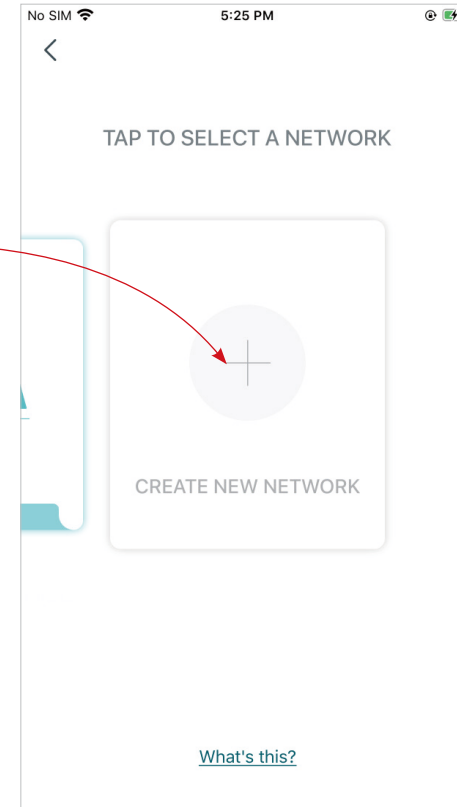 No SIM 5:25 PM
TAP TO SELECT A NETWORK
CREATE NEW NETWORK
What's this?